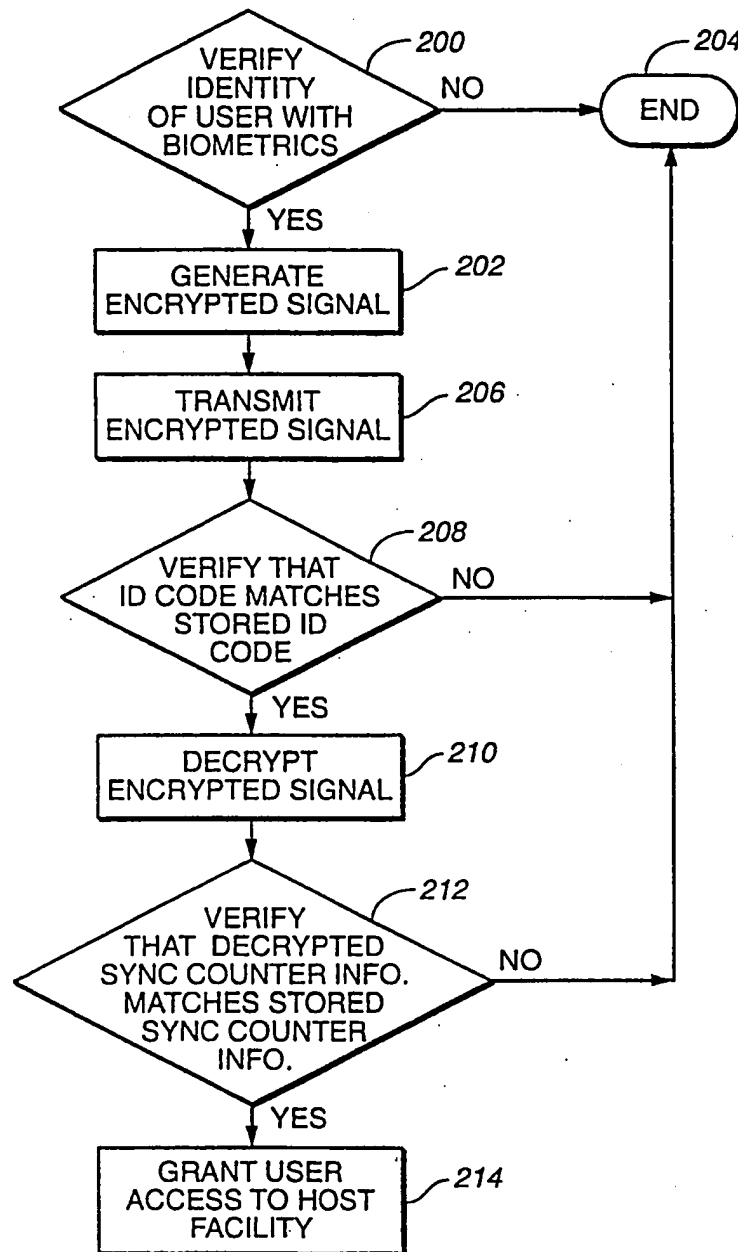 200
VERIFY
IDENTITY
OF USER WITH
BIOMETRICS
NO
204
END
YES
GENERATE
ENCRYPTED SIGNAL
202
TRANSMIT
ENCRYPTED SIGNAL
206
208
VERIFY THAT
ID CODE MATCHES
STORED ID
CODE
NO
YES
DECRYPT
ENCRYPTED SIGNAL
210
212
VERIFY
THAT DECRYPTED
SYNC COUNTER INFO.
MATCHES STORED
SYNC COUNTER
INFO.
NO
YES
GRANT USER
ACCESS TO HOST
FACILITY
214